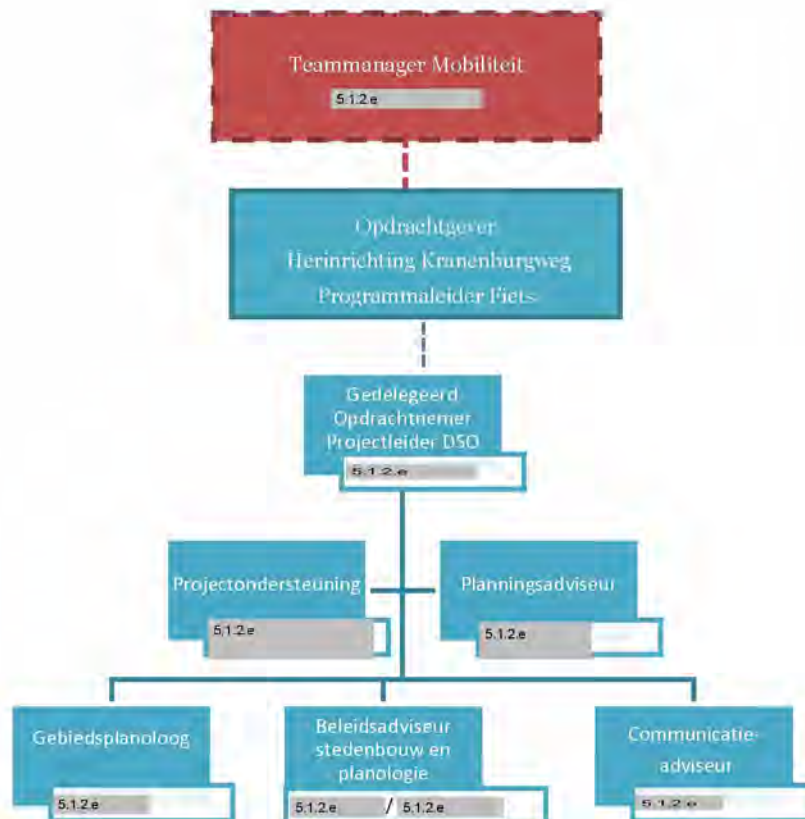 Teammanager Mobiliteit
5.1.2.e
Opdrachtgever
Herinrichting Kranenburgweg
Programmaleider Fiets
Gedelegeerd
Opdrachtnemer
Projectleider DSO
5.1.2.e
Projectondersteuning
5.1.2.e
Planningsadviseur
5.1.2.e
Gebiedsplanoloog
5.1.2.e
Beleidsadviseur
stedenbouw en
planologie
5.1.2.e / 5.1.2.e
Communicatie-
adviseur
5.1.2.e